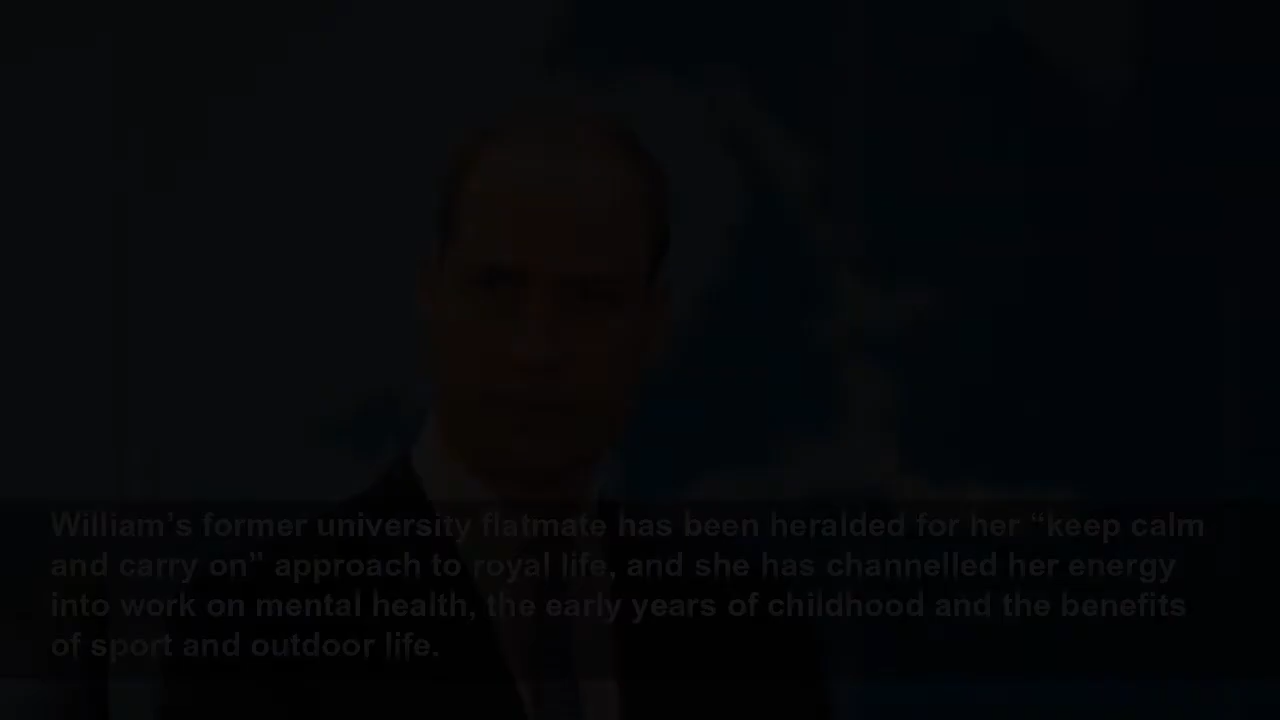 William’s former university flatmate has been heralded for her “keep calm
and carry on” approach to royal life, and she has channelled her energy
into work on mental health, the early years of childhood and the benefits
of sport and outdoor life.